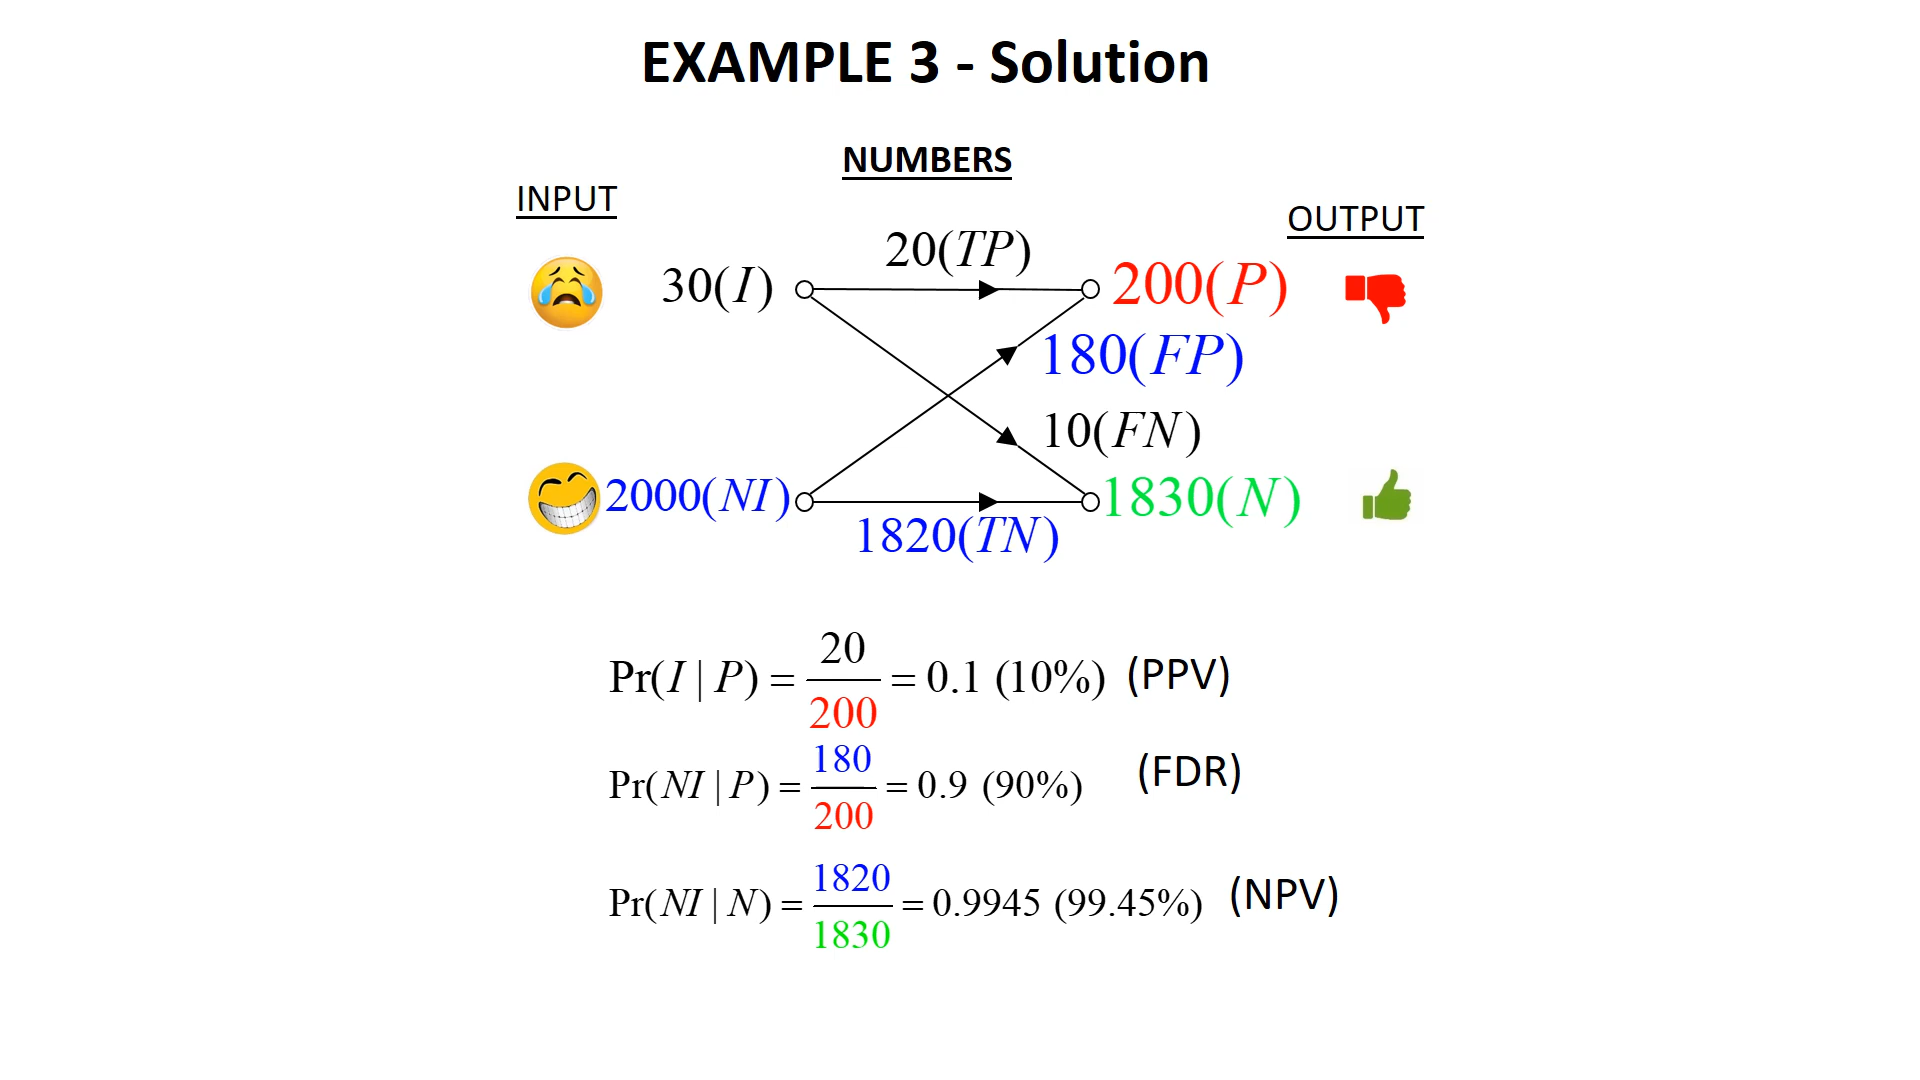 EXAMPLE 3 - Solution
NUMBERS
INPUT
OUTPUT
20(TP)
30(I)
200(P)
180(FP)
10(FN)
2000(NI)
1830(N)
1820(TN)
Pr(I | P) = 20/200 = 0.1 (10%) (PPV)
Pr(NI | P) = 180/200 = 0.9 (90%) (FDR)
Pr(NI | N) = 1820/1830 = 0.9945 (99.45%) (NPV)